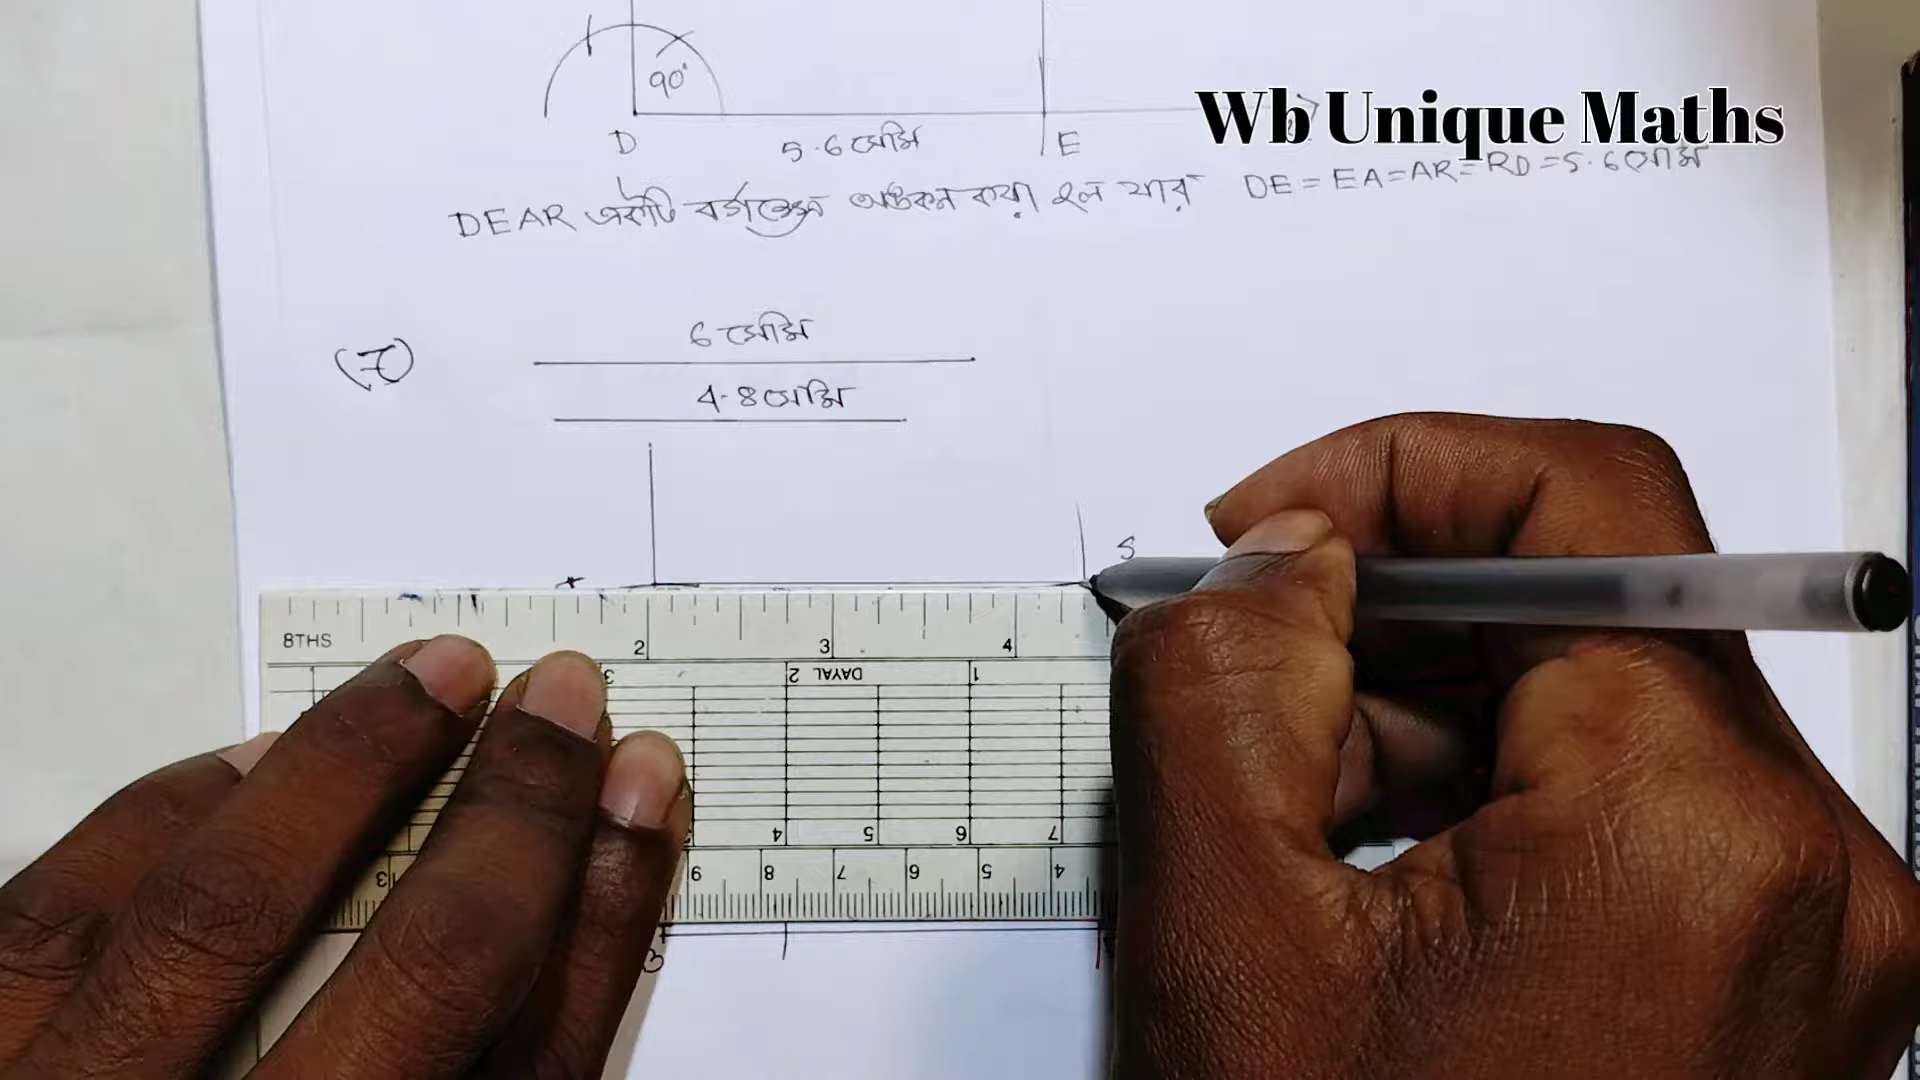 90°
Wb Unique Maths
D 5.6 সেমি E
DEAR একটি বর্গক্ষেত্র অঙ্কন করা হল যার DE = EA = AR = RD = 5.6 সেমি
6 সেমি
4.8 সেমি
S
8THS 2 3 4
3 2 DAYAL 1
4 5 6 7
9 8 7 6 5 4